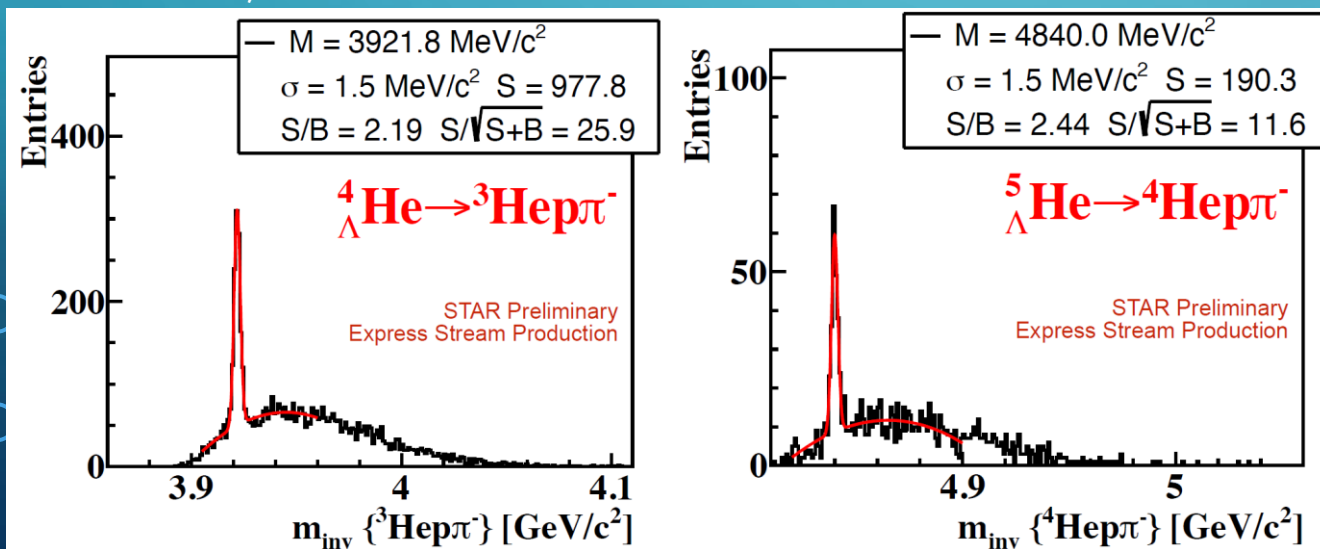 — M = 3921.8 MeV/c²
σ = 1.5 MeV/c² S = 977.8
S/B = 2.19 S/√S+B = 25.9
Entries
400
200
0
⁴ΛHe→³Hepπ⁻
STAR Preliminary
Express Stream Production
3.9 4 4.1
m_inv {³Hepπ⁻} [GeV/c²]
— M = 4840.0 MeV/c²
σ = 1.5 MeV/c² S = 190.3
S/B = 2.44 S/√S+B = 11.6
Entries
100
50
0
⁵ΛHe→⁴Hepπ⁻
STAR Preliminary
Express Stream Production
4.9 5
m_inv {⁴Hepπ⁻} [GeV/c²]